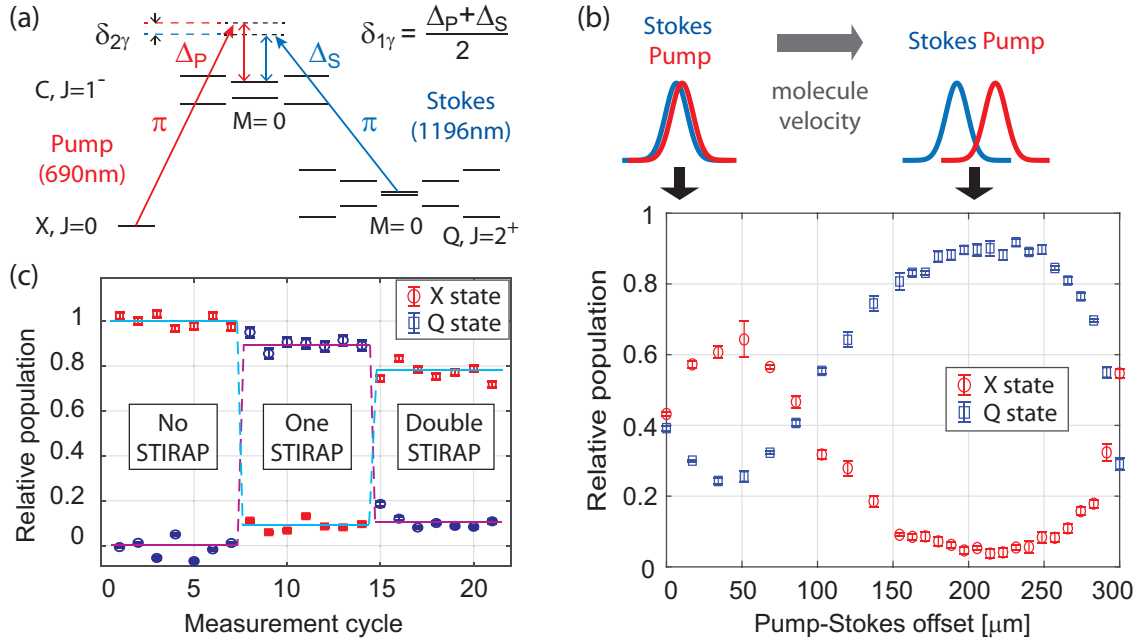 (a)
δ2γ
ΔP
ΔS
δ1γ = ΔP+ΔS
2
C, J=1-
M= 0
π
π
Pump
(690nm)
Stokes
(1196nm)
X, J=0
M= 0
Q, J=2+
(b)
Stokes
Pump
molecule
velocity
Stokes Pump
1
0.8
0.6
0.4
0.2
0
Relative population
X state
Q state
0
50
100
150
200
250
300
Pump-Stokes offset [μm]
(c)
X state
Q state
1
0.8
0.6
0.4
0.2
0
Relative population
No
STIRAP
One
STIRAP
Double
STIRAP
0
5
10
15
20
Measurement cycle